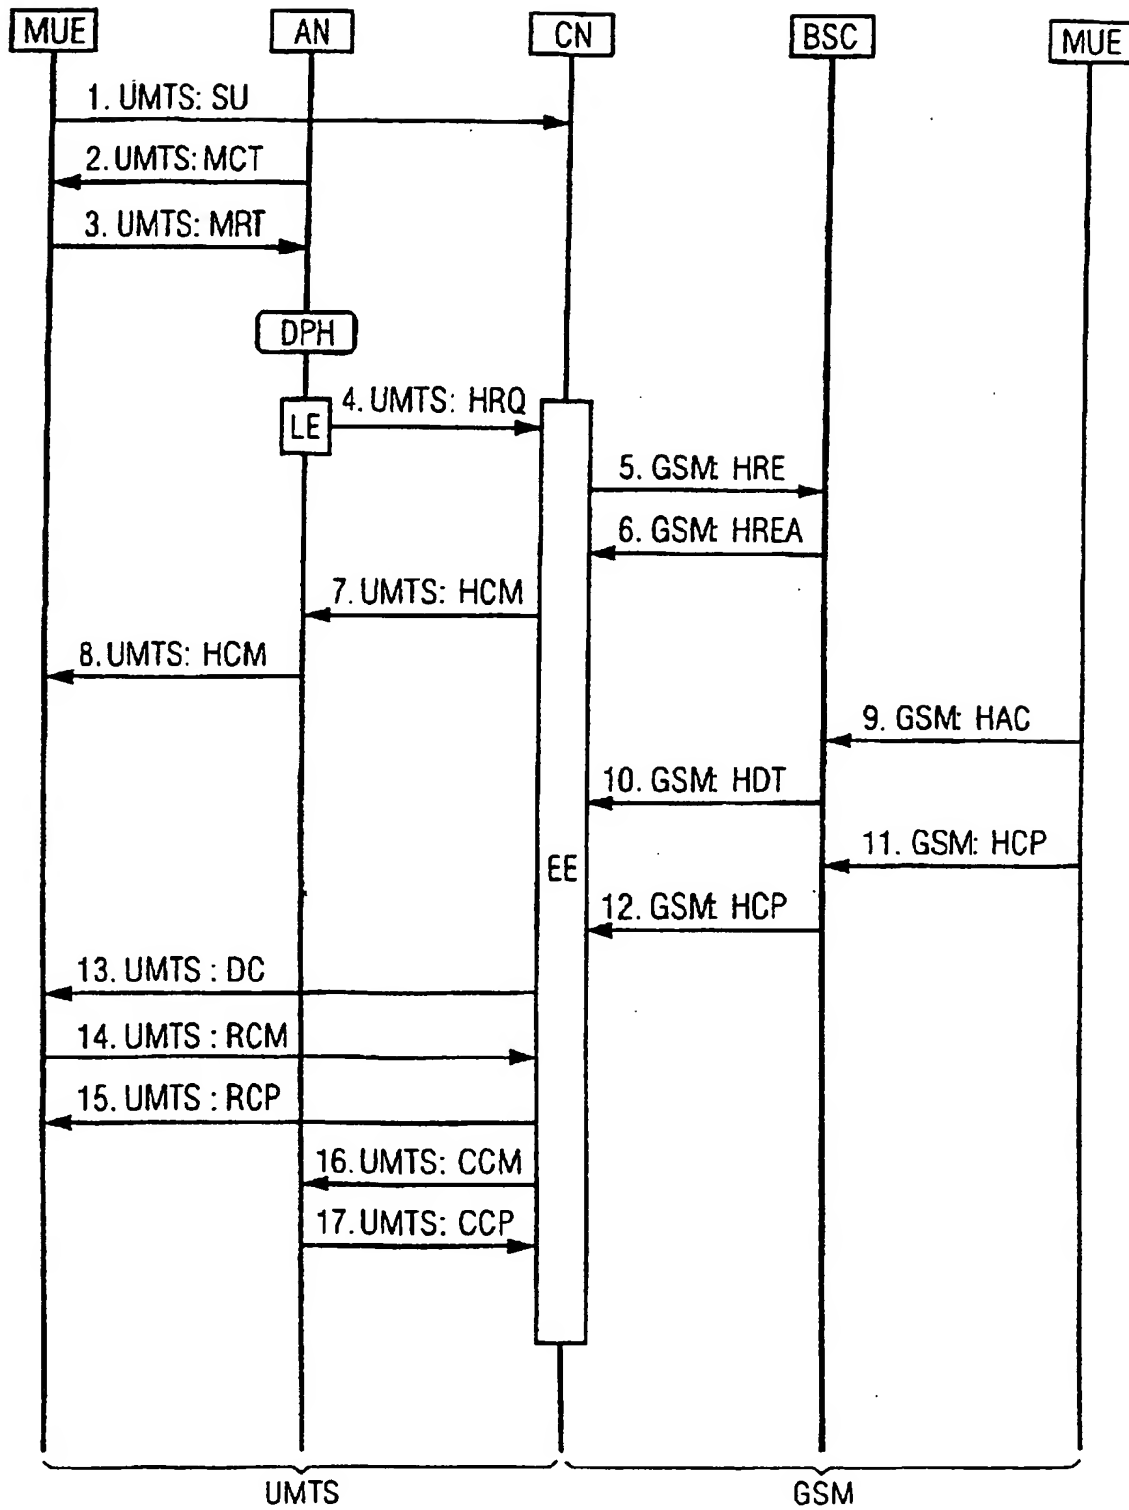 MUE
AN
CN
BSC
MUE
1. UMTS: SU
2. UMTS: MCT
3. UMTS: MRT
DPH
LE
4. UMTS: HRQ
5. GSM: HRE
6. GSM: HREA
7. UMTS: HCM
8. UMTS: HCM
9. GSM: HAC
10. GSM: HDT
11. GSM: HCP
EE
12. GSM: HCP
13. UMTS : DC
14. UMTS : RCM
15. UMTS : RCP
16. UMTS: CCM
17. UMTS: CCP
UMTS
GSM